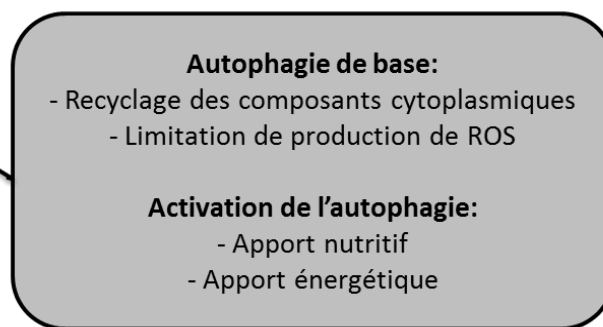 Autophagie de base:
- Recyclage des composants cytoplasmiques
- Limitation de production de ROS
Activation de l’autophagie:
- Apport nutritif
- Apport énergétique